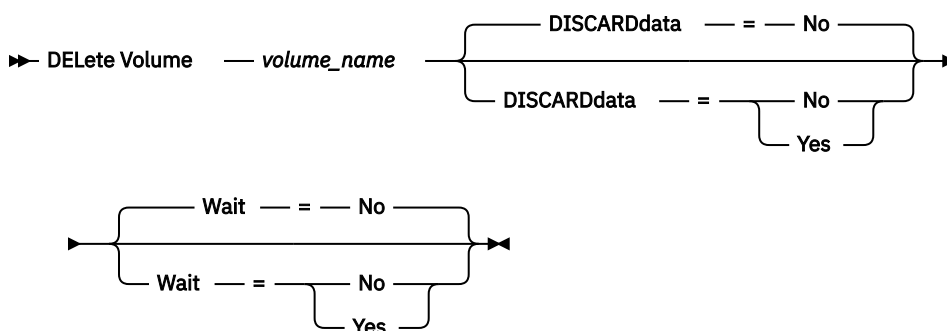 DISCARDdata = No
DELete Volume volume_name
DISCARDdata = No
Yes
Wait = No
Wait = No
Yes